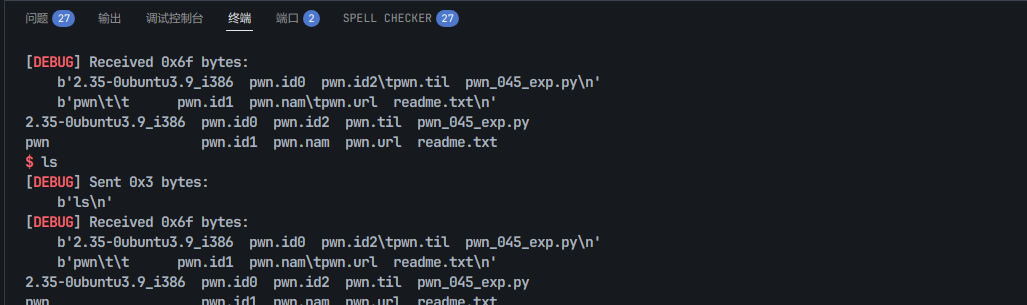 问题 27 输出 调试控制台 终端 端口 2 SPELL CHECKER 27
[DEBUG] Received 0x6f bytes:
    b'2.35-0ubuntu3.9_i386  pwn.id0  pwn.id2\tpwn.til  pwn_045_exp.py\n'
    b'pwn\t\t      pwn.id1  pwn.nam\tpwn.url  readme.txt\n'
2.35-0ubuntu3.9_i386  pwn.id0  pwn.id2  pwn.til  pwn_045_exp.py
pwn                   pwn.id1  pwn.nam  pwn.url  readme.txt
$ ls
[DEBUG] Sent 0x3 bytes:
    b'ls\n'
[DEBUG] Received 0x6f bytes:
    b'2.35-0ubuntu3.9_i386  pwn.id0  pwn.id2\tpwn.til  pwn_045_exp.py\n'
    b'pwn\t\t      pwn.id1  pwn.nam\tpwn.url  readme.txt\n'
2.35-0ubuntu3.9_i386  pwn.id0  pwn.id2  pwn.til  pwn_045_exp.py
pwn                   pwn.id1  pwn.nam  pwn.url  readme.txt